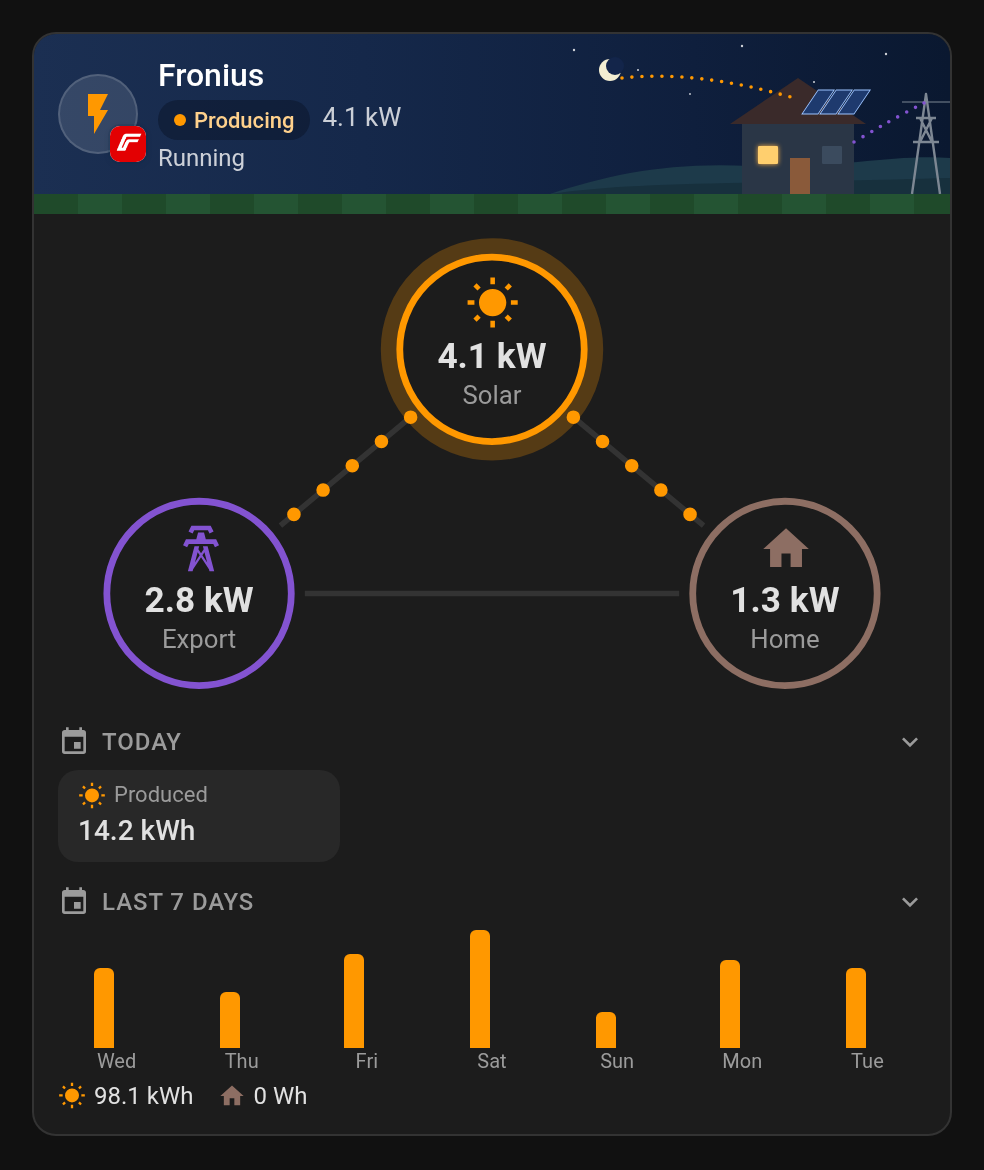 Fronius
Producing 4.1 kW
Running
4.1 kW
Solar
2.8 kW
Export
1.3 kW
Home
TODAY
Produced
14.2 kWh
LAST 7 DAYS
Wed Thu Fri Sat Sun Mon Tue
98.1 kWh 0 Wh